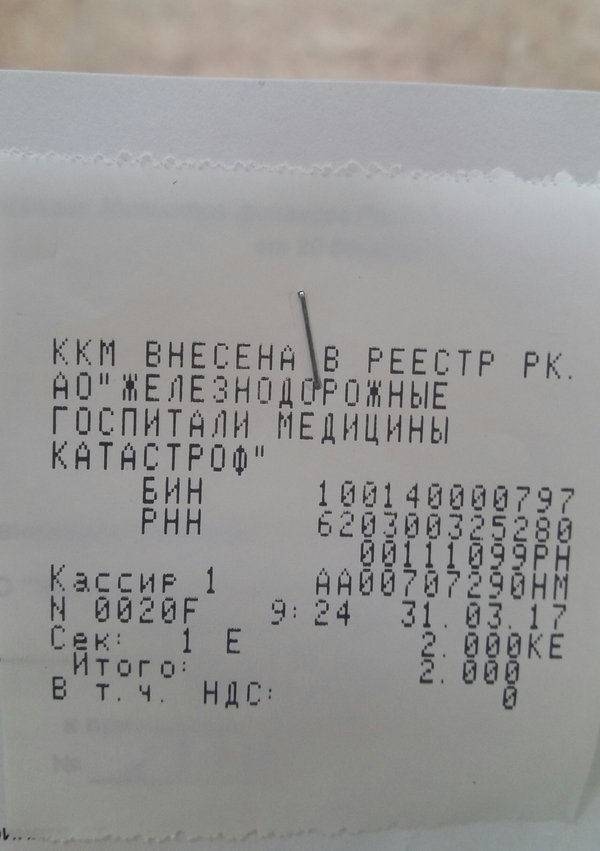 ККМ ВНЕСЕНА В РЕЕСТР РК.
АО"ЖЕЛЕЗНОДОРОЖНЫЕ
ГОСПИТАЛИ МЕДИЦИНЫ
КАТАСТРОФ"
БИН 100140000797
РНН 620300325280
00111099РН
Кассир 1 АА00707290НМ
N 0020F 9:24 31.03.17
Сек: 1 Е 2.000КЕ
Итого: 2.000
В т.ч. НДС: 0
№